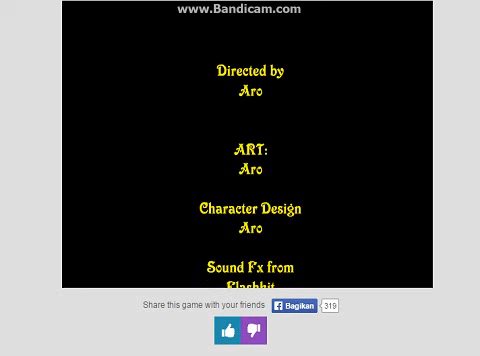 www.Bandicam.com
Directed by
Aro
ART:
Aro
Character Design
Aro
Sound Fx from
Flashkit
Share this game with your friends
Bagikan
319